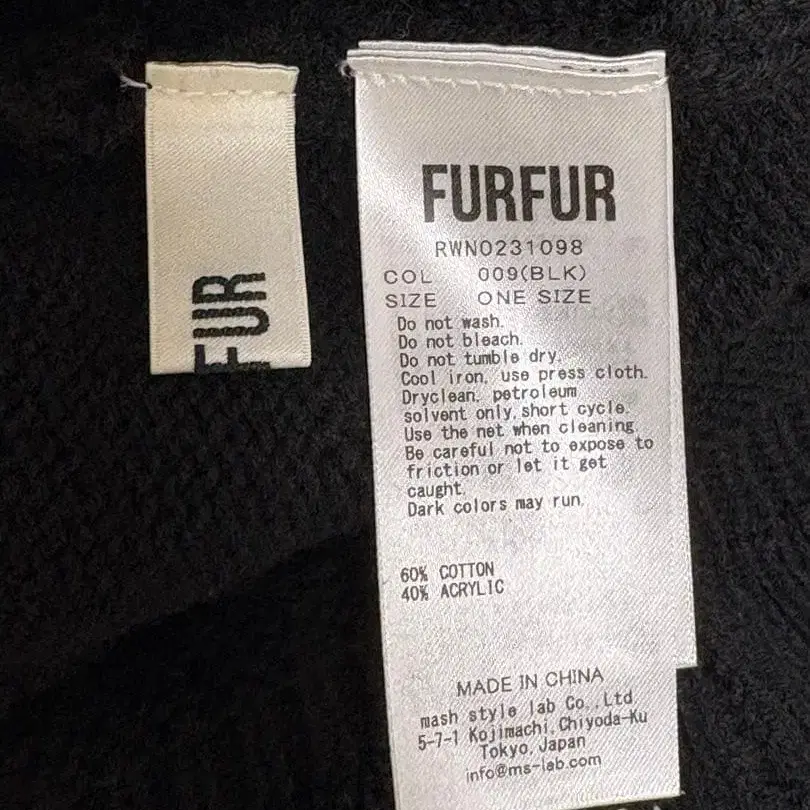 FUR
FURFUR
RWNO231098
COL 009(BLK)
SIZE ONE SIZE
Do not wash.
Do not bleach.
Do not tumble dry.
Cool iron, use press cloth.
Dryclean, petroleum
solvent only, short cycle.
Use the net when cleaning.
Be careful not to expose to
friction or let it get
caught.
Dark colors may run.
60% COTTON
40% ACRYLIC
MADE IN CHINA
mash style lab Co.,Ltd
5-7-1 Kojimachi,Chiyoda-Ku
Tokyo,Japan
info@ms-lab.com